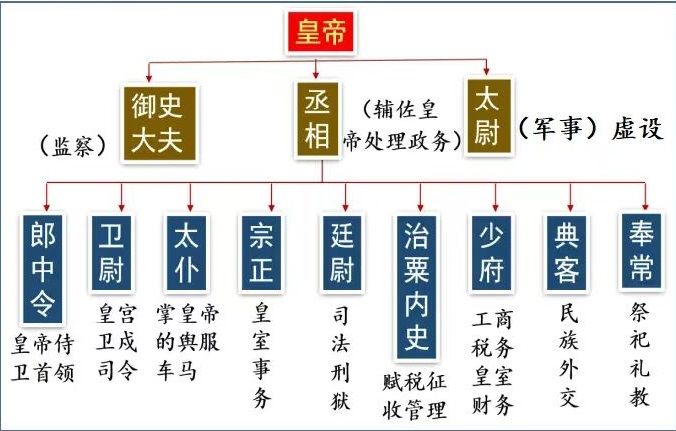 皇帝
御史
大夫
(监察)
丞
相
(辅佐皇
帝处理政务)
太
尉
(军事)虚设
郎
中
令
皇帝侍
卫首领
卫
尉
皇宫
卫戍
司令
太
仆
掌皇帝
的舆服
车马
宗
正
皇
室
事
务
廷
尉
司
法
刑
狱
治
粟
内
史
赋税征
收管理
少
府
工商
税务
皇室
财务
典
客
民
族
外
交
奉
常
祭
祀
礼
教